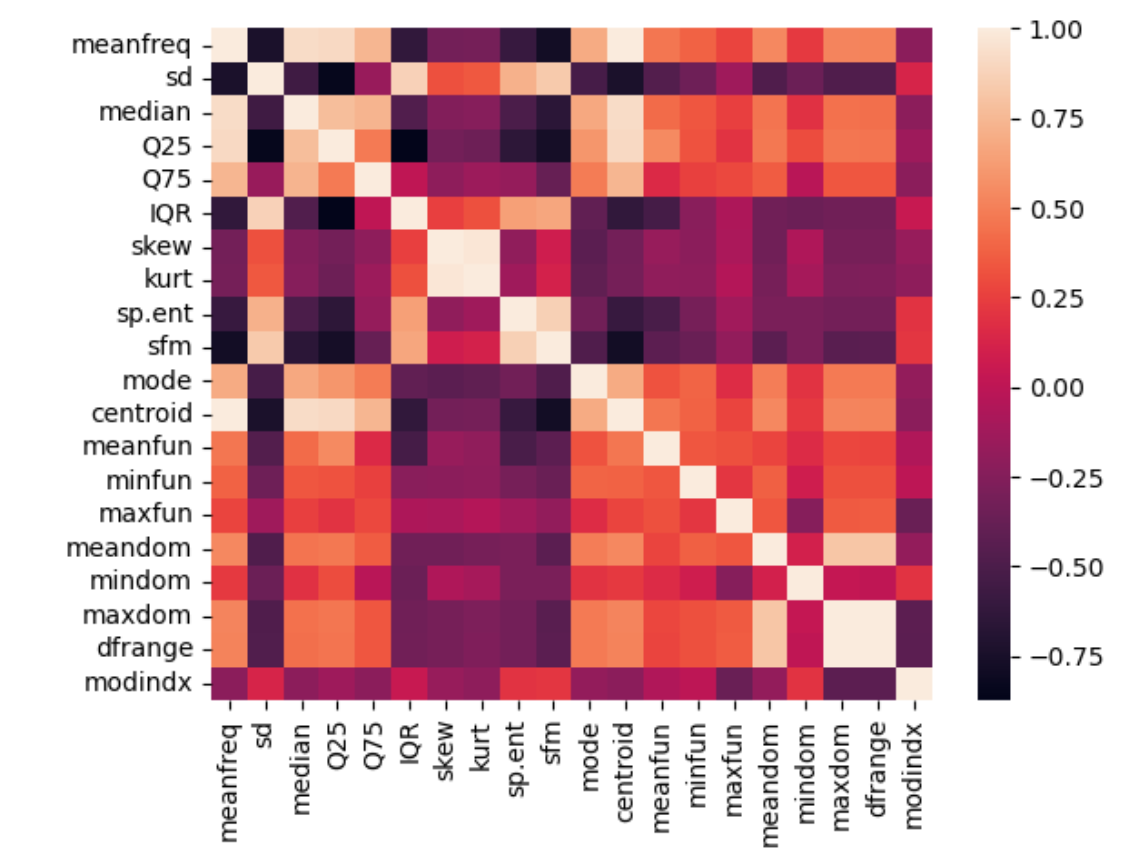 meanfreq
sd
median
Q25
Q75
IQR
skew
kurt
sp.ent
sfm
mode
centroid
meanfun
minfun
maxfun
meandom
mindom
maxdom
dfrange
modindx
meanfreq
sd
median
Q25
Q75
IQR
skew
kurt
sp.ent
sfm
mode
centroid
meanfun
minfun
maxfun
meandom
mindom
maxdom
dfrange
modindx
1.00
0.75
0.50
0.25
0.00
−0.25
−0.50
−0.75